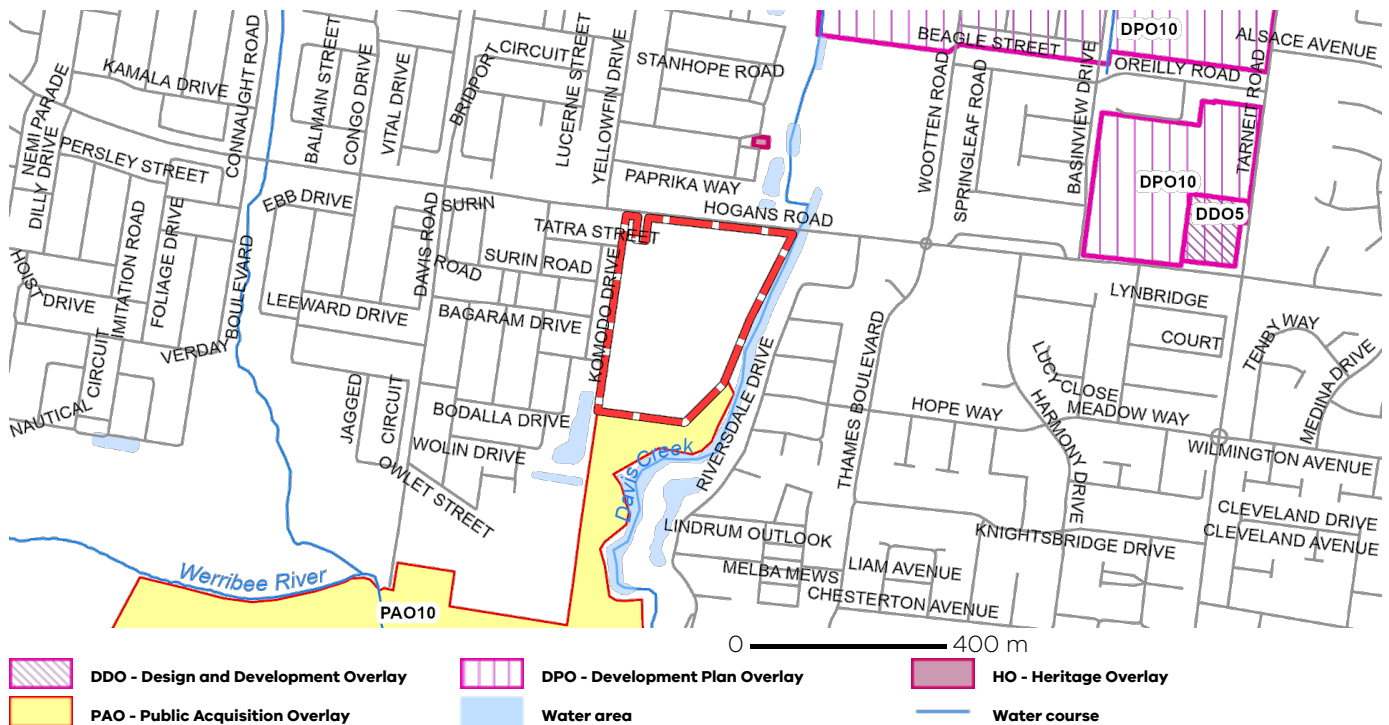 BEAGLE STREET
DPO10
ALSACE AVENUE
OREILLY ROAD
TARNEIT ROAD
KAMALA DRIVE
NEMI PARADE
DILLY DRIVE
PERSLEY STREET
CONNAUGHT ROAD
BALMAIN STREET
CONGO DRIVE
VITAL DRIVE
BRIDPORT
CIRCUIT
LUCERNE STREET
YELLOWFIN DRIVE
STANHOPE ROAD
PAPRIKA WAY
WOOTTEN ROAD
SPRINGLEAF ROAD
BASINVIEW DRIVE
DPO10
DDO5
HOGANS ROAD
EBB DRIVE
SURIN
ROAD
DAVIS ROAD
TATRA STREET
SURIN ROAD
KOMODO DRIVE
HOIST DRIVE
IMITATION ROAD
FOLIAGE DRIVE
VERDAY BOULEVARD
LEEWARD DRIVE
BAGARAM DRIVE
LYNBRIDGE
COURT
TENBY WAY
MEDINA DRIVE
NAUTICAL CIRCUIT
JAGGED CIRCUIT
BODALLA DRIVE
WOLIN DRIVE
OWLET STREET
Davis Creek
RIVERSDALE DRIVE
THAMES BOULEVARD
HOPE WAY
LUCY CLOSE
HARMONY DRIVE
MEADOW WAY
WILMINGTON AVENUE
LINDRUM OUTLOOK
MELBA MEWS
LIAM AVENUE
CHESTERTON AVENUE
KNIGHTSBRIDGE DRIVE
CLEVELAND DRIVE
CLEVELAND AVENUE
Werribee River
PAO10
0 400 m
DDO - Design and Development Overlay
DPO - Development Plan Overlay
HO - Heritage Overlay
PAO - Public Acquisition Overlay
Water area
Water course